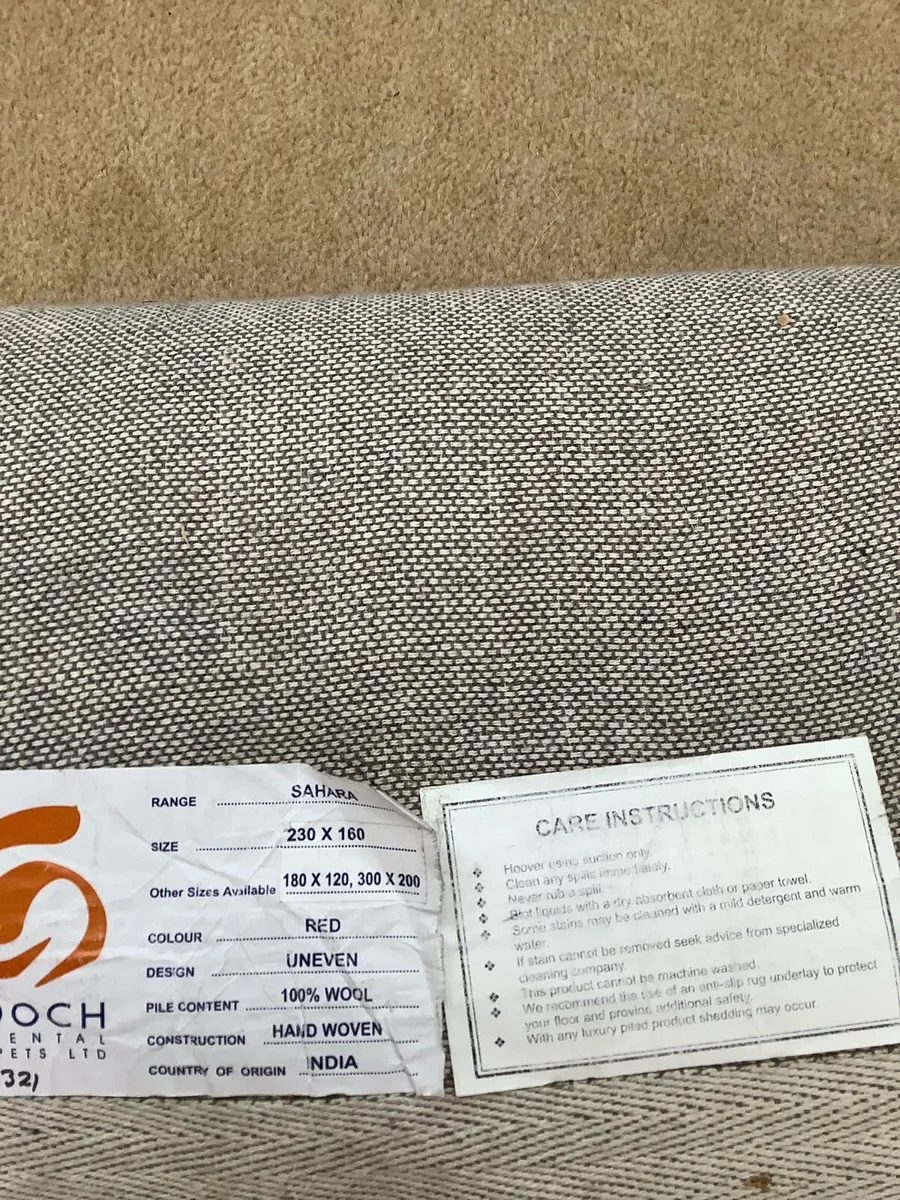 OOCH
ENTAL
PETS LTD
32,
RANGE SAHARA
SIZE 230 X 160
Other Sizes Available 180 X 120, 300 X 200
COLOUR RED
DESIGN UNEVEN
PILE CONTENT 100% WOOL
CONSTRUCTION HAND WOVEN
COUNTRY OF ORIGIN INDIA
CARE INSTRUCTIONS
Hoover using suction only.
Clean any spills immediately.
Never rub a spill.
Blot liquids with a dry absorbent cloth or paper towel.
Some stains may be cleaned with a mild detergent and warm
water.
If stain cannot be removed seek advice from specialized
cleaning company.
This product cannot be machine washed.
We recommend the use of an anti-slip rug underlay to protect
your floor and provide additional safety.
With any luxury piled product shedding may occur